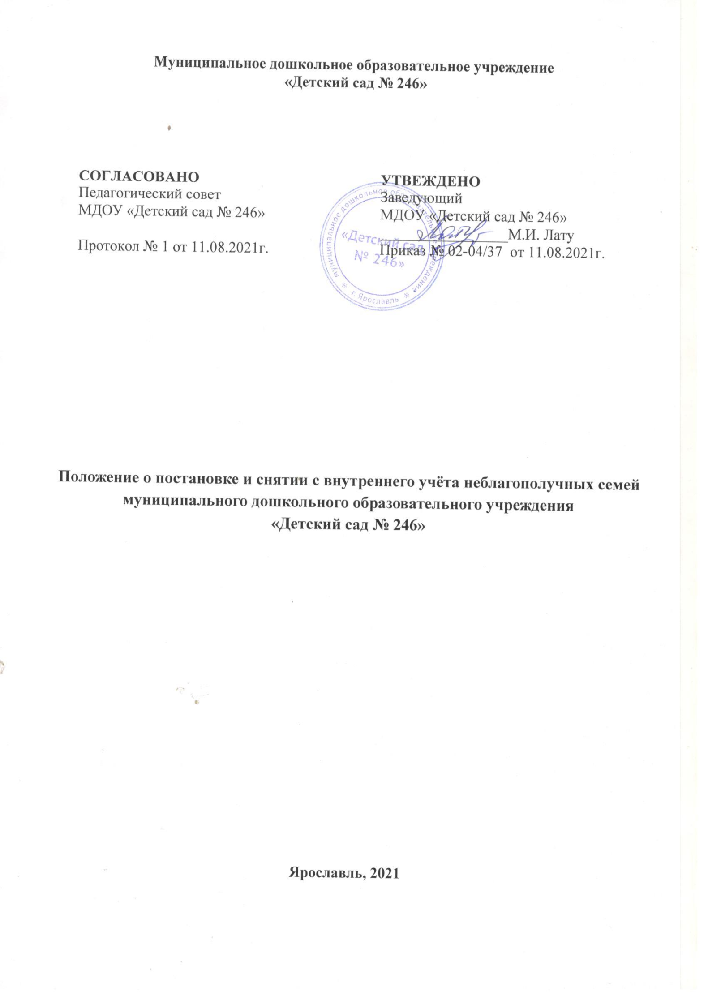 Муниципальное дошкольное образовательное учреждение
«Детский сад № 246»
СОГЛАСОВАНО
Педагогический совет
МДОУ «Детский сад № 246»
Протокол № 1 от 11.08.2021г.
УТВЕЖДЕНО
Заведующий
МДОУ «Детский сад № 246»
М.И. Лату
Приказ № 02-04/37 от 11.08.2021г.
муниципальное дошкольное образовательное учреждение
«Детский сад
№ 246»
г. Ярославль
Положение о постановке и снятии с внутреннего учёта неблагополучных семей
муниципального дошкольного образовательного учреждения
«Детский сад № 246»
Ярославль, 2021